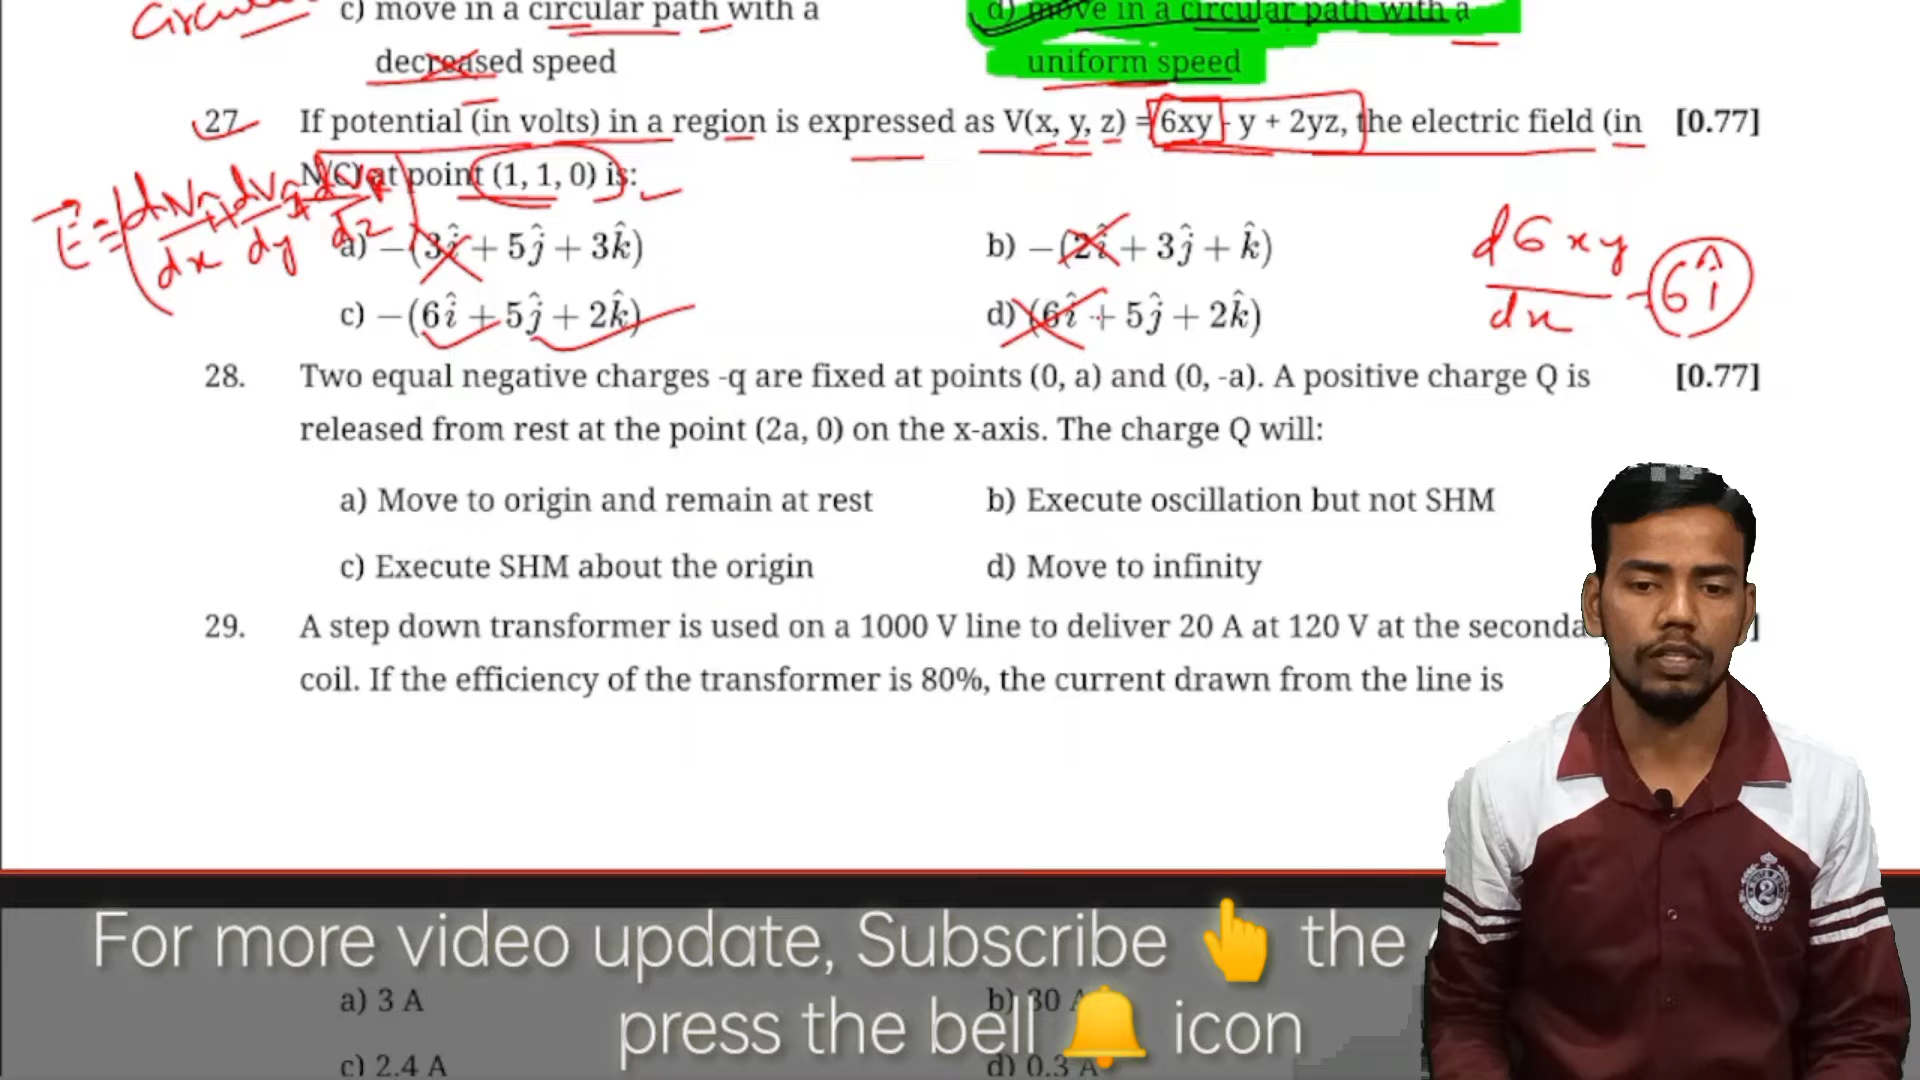 Circul
c) move in a circular path with a
decreased speed
d) move in a circular path with a
uniform speed
27. If potential (in volts) in a region is expressed as V(x, y, z) = 6xy - y + 2yz, the electric field (in [0.77]
N/C) at point (1, 1, 0) is:
a) −(3î + 5ĵ + 3k̂)
b) −(2î + 3ĵ + k̂)
c) −(6î + 5ĵ + 2k̂)
d) (6î + 5ĵ + 2k̂)
d6xy
dx
6î
28. Two equal negative charges -q are fixed at points (0, a) and (0, -a). A positive charge Q is [0.77]
released from rest at the point (2a, 0) on the x-axis. The charge Q will:
a) Move to origin and remain at rest
b) Execute oscillation but not SHM
c) Execute SHM about the origin
d) Move to infinity
29. A step down transformer is used on a 1000 V line to deliver 20 A at 120 V at the seconda ]
coil. If the efficiency of the transformer is 80%, the current drawn from the line is
For more video update, Subscribe 👆 the
a) 3 A
b) 30 A
press the bell 🔔 icon
c) 2.4 A
d) 0.3 A
2